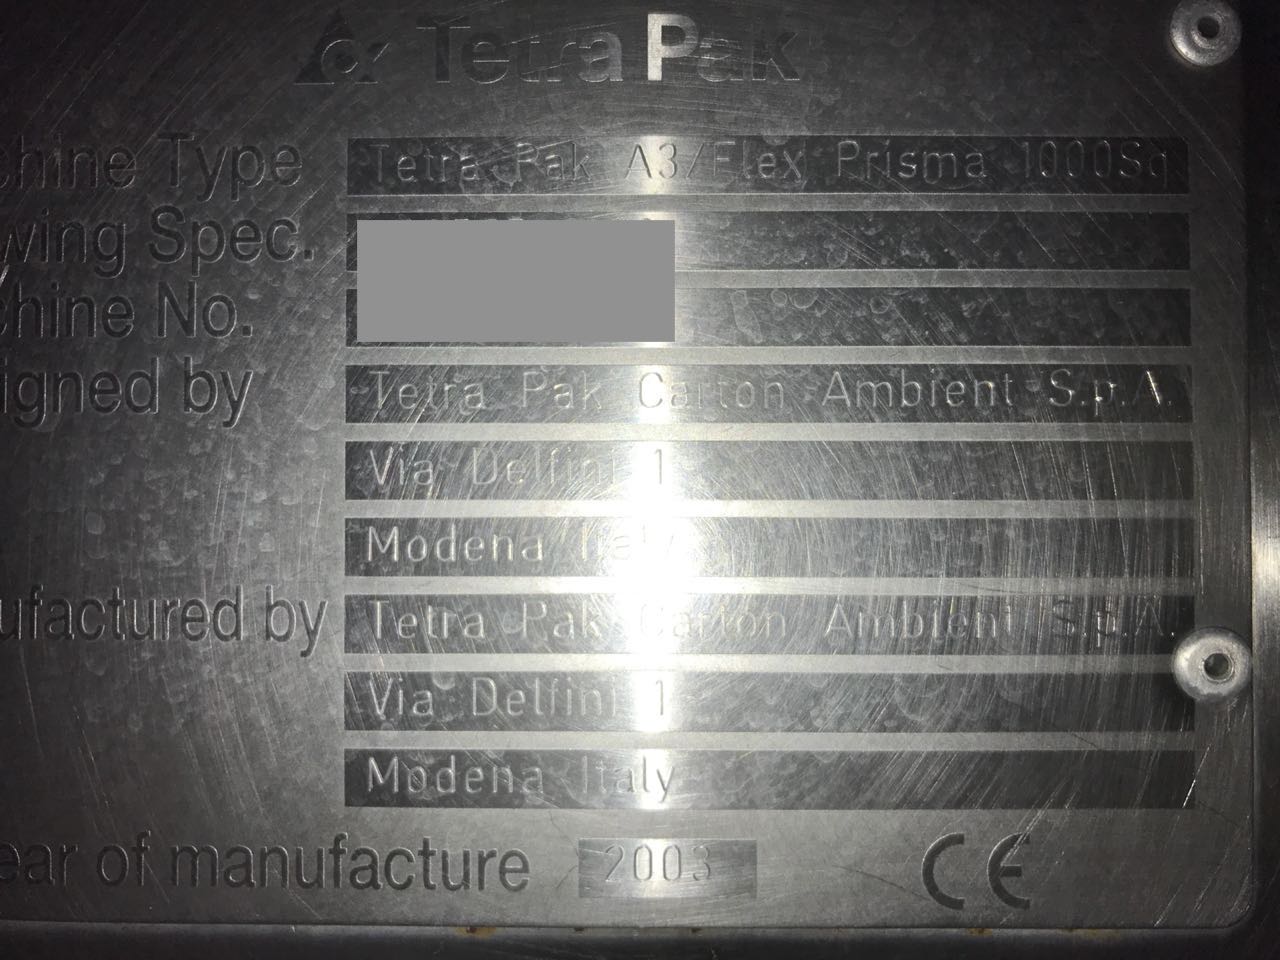 Tetra Pak
chine Type Tetra Pak A3/Flex Prisma 1000Sq
wing Spec.
chine No.
igned by Tetra Pak Carton Ambient S.p.A.
Via Delfini 1
Modena Italy
ufactured by Tetra Pak Carton Ambient S.p.A.
Via Delfini 1
Modena Italy
ear of manufacture 2003 CE